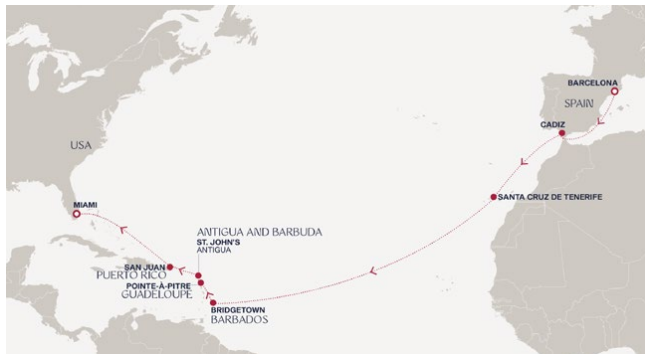 BARCELONA
SPAIN
CADIZ
USA
SANTA CRUZ DE TENERIFE
MIAMI
ANTIGUA AND BARBUDA
ST. JOHN'S
ANTIGUA
SAN JUAN
PUERTO RICO
POINTE-À-PITRE
GUADELOUPE
BRIDGETOWN
BARBADOS